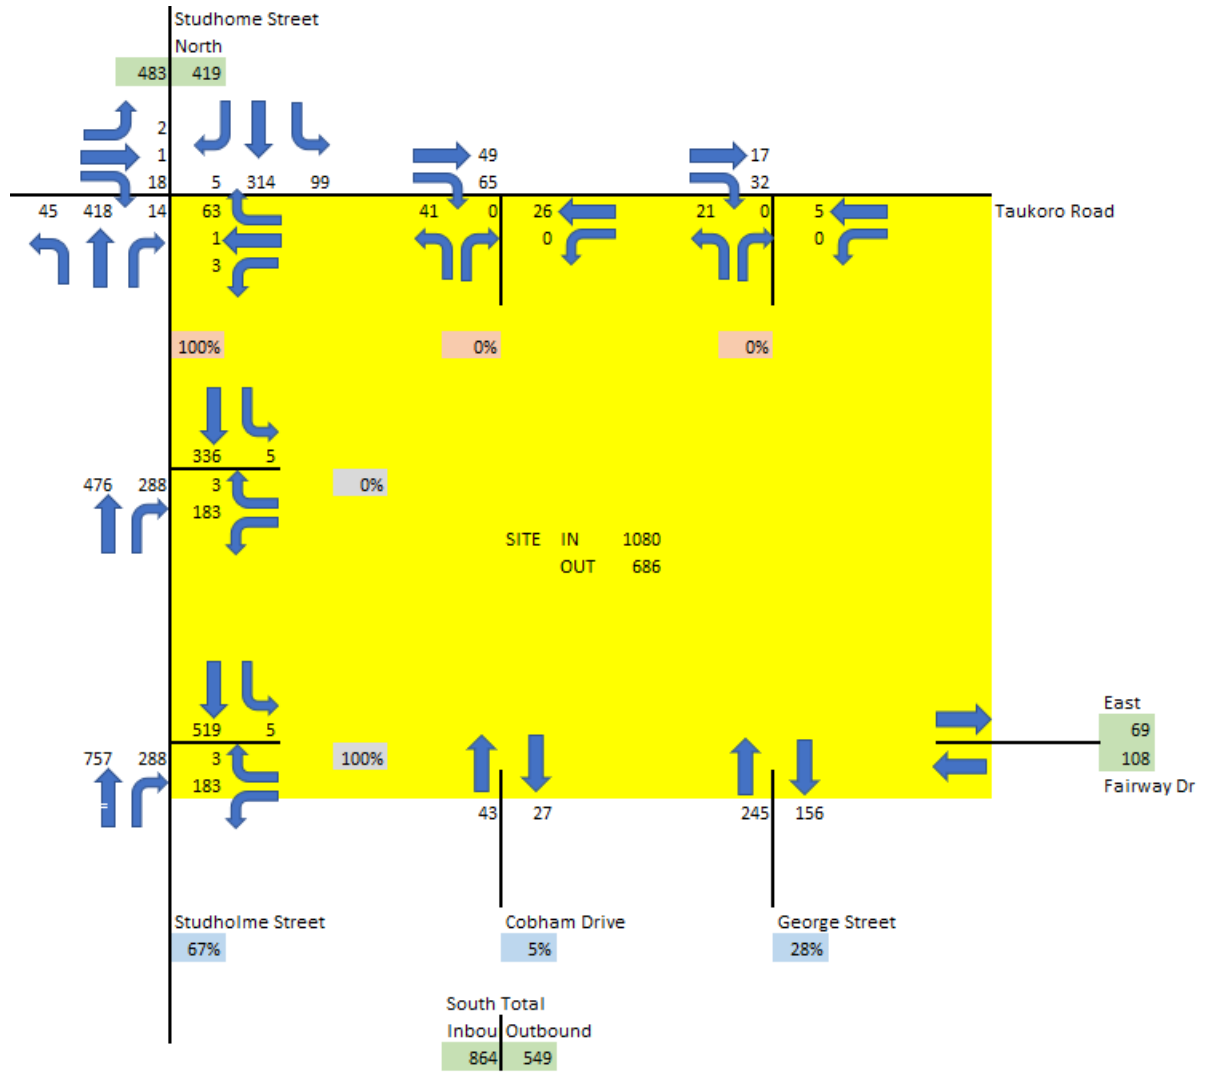 Studhome Street
North
483 419
2
1 49 17
18 5 314 99 65 32
45 418 14 63 41 0 26 21 0 5 Taukoro Road
1 0 0
3
100% 0% 0%
336 5
476 288 3 0%
183
SITE IN 1080
OUT 686
East
519 5 69
757 288 3 100% 108
= 183 Fairway Dr
43 27 245 156
Studholme Street Cobham Drive George Street
67% 5% 28%
South Total
Inbou Outbound
864 549